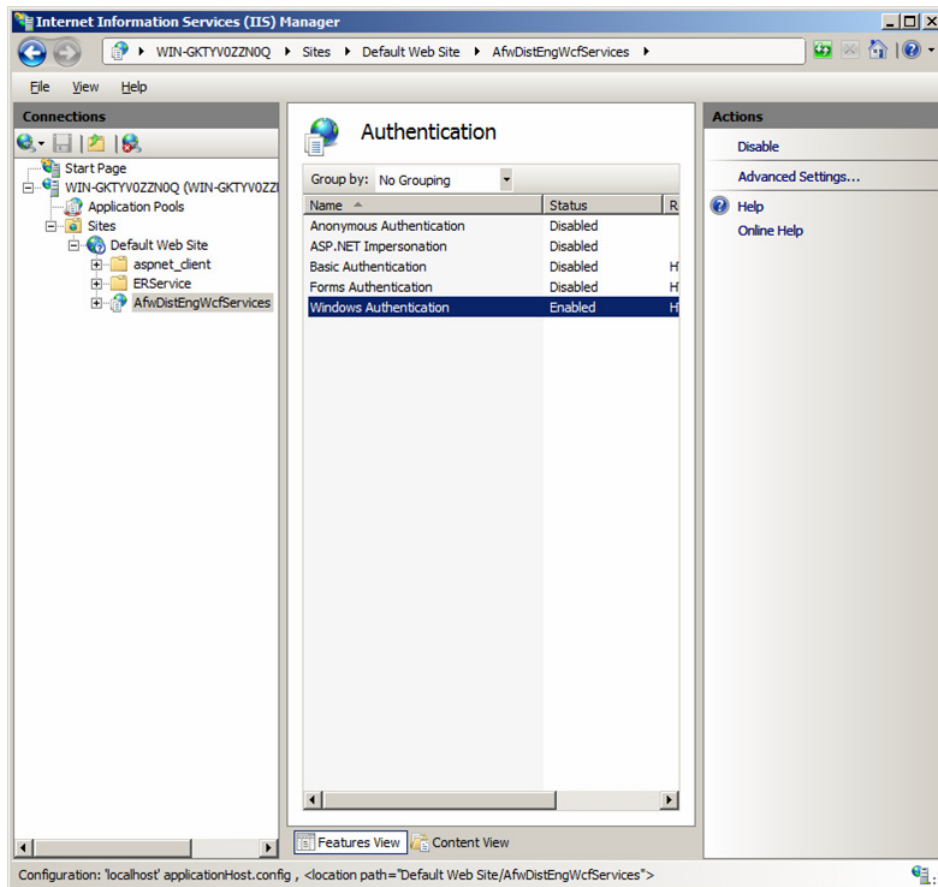 Internet Information Services (IIS) Manager
WIN-GKTYV0ZZN0Q Sites Default Web Site AfwDistEngWcfServices
File View Help
Connections
Start Page
WIN-GKTYV0ZZN0Q (WIN-GKTYV0ZZI
Application Pools
Sites
Default Web Site
aspnet_client
ERService
AfwDistEngWcfServices
Authentication
Group by: No Grouping
Name Status R
Anonymous Authentication Disabled
ASP.NET Impersonation Disabled
Basic Authentication Disabled H
Forms Authentication Disabled H
Windows Authentication Enabled H
Features View Content View
Actions
Disable
Advanced Settings...
Help
Online Help
Configuration: 'localhost' applicationHost.config , <location path="Default Web Site/AfwDistEngWcfServices">